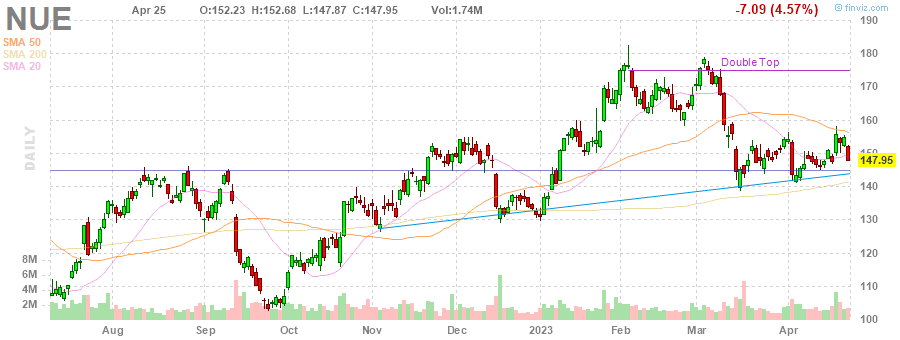 NUE Apr 25 O:152.23 H:152.68 L:147.87 C:147.95 Vol:1.74M -7.09 (4.57%) © finviz.com
SMA 50
SMA 200
SMA 20
DAILY
Double Top
190
180
170
160
150
147.95
140
130
120
110
100
8M
6M
4M
2M
Aug Sep Oct Nov Dec 2023 Feb Mar Apr